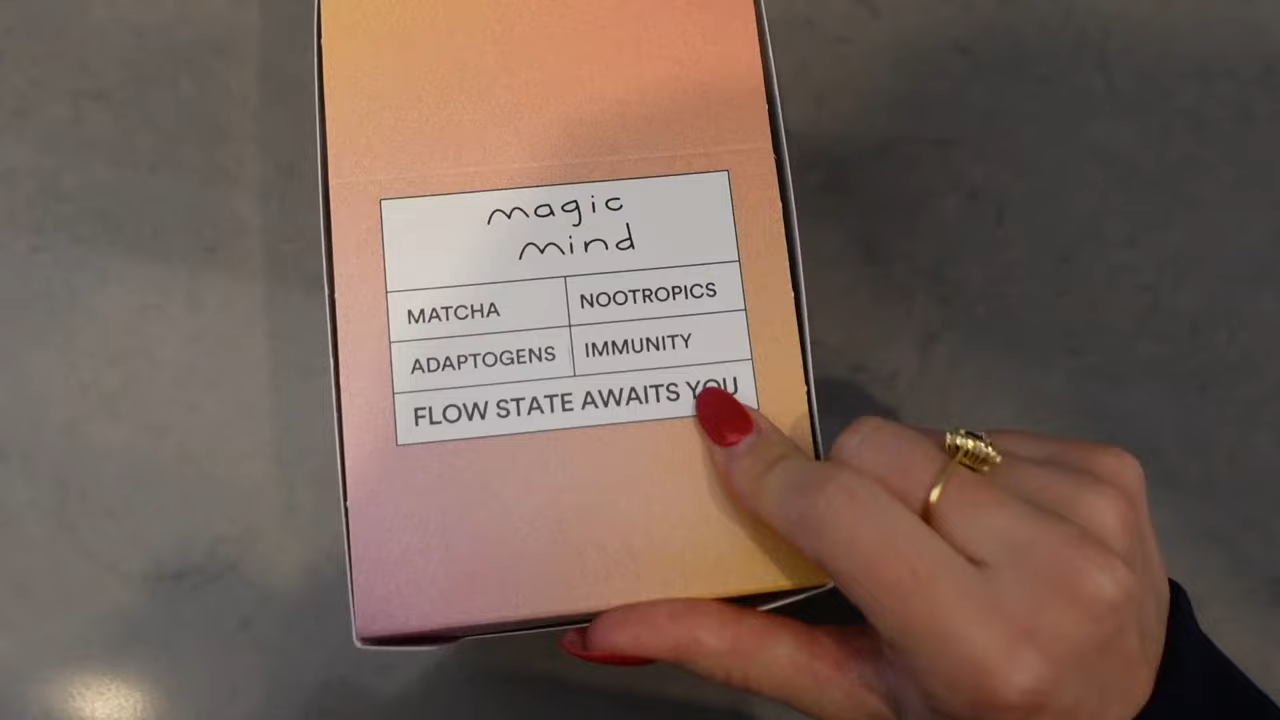 magic
mind
MATCHA
NOOTROPICS
ADAPTOGENS
IMMUNITY
FLOW STATE AWAITS YOU